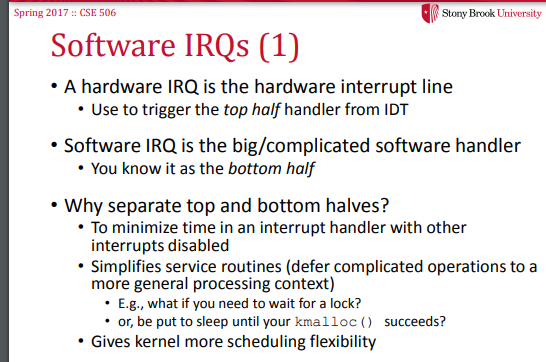 Spring 2017 :: CSE 506
Stony Brook University
Software IRQs (1)
• A hardware IRQ is the hardware interrupt line
• Use to trigger the top half handler from IDT
• Software IRQ is the big/complicated software handler
• You know it as the bottom half
• Why separate top and bottom halves?
• To minimize time in an interrupt handler with other
interrupts disabled
• Simplifies service routines (defer complicated operations to a
more general processing context)
• E.g., what if you need to wait for a lock?
• or, be put to sleep until your kmalloc() succeeds?
• Gives kernel more scheduling flexibility